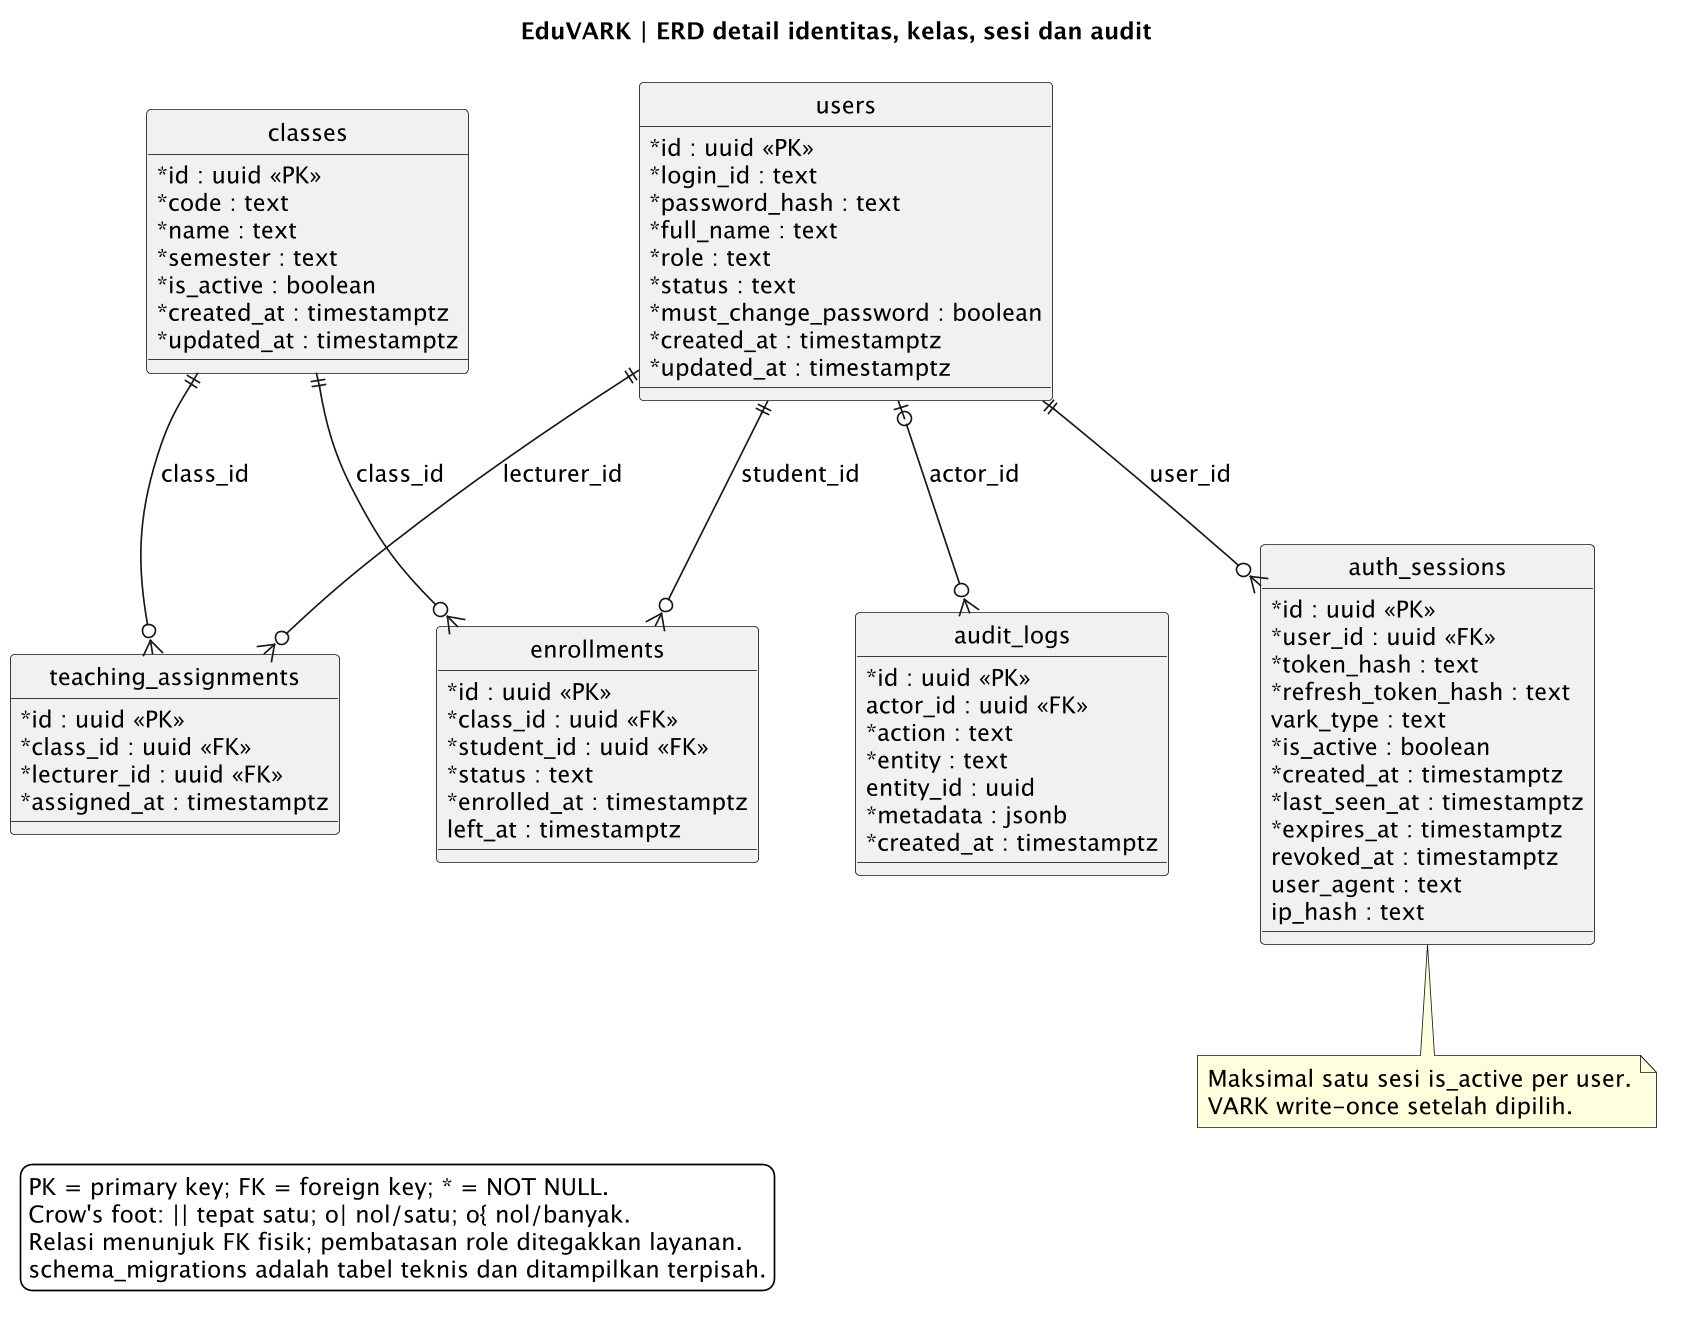 EduVARK | ERD detail identitas, kelas, sesi dan audit
classes
*id : uuid «PK»
*code : text
*name : text
*semester : text
*is_active : boolean
*created_at : timestamptz
*updated_at : timestamptz
users
*id : uuid «PK»
*login_id : text
*password_hash : text
*full_name : text
*role : text
*status : text
*must_change_password : boolean
*created_at : timestamptz
*updated_at : timestamptz
class_id
class_id
lecturer_id
student_id
actor_id
user_id
teaching_assignments
*id : uuid «PK»
*class_id : uuid «FK»
*lecturer_id : uuid «FK»
*assigned_at : timestamptz
enrollments
*id : uuid «PK»
*class_id : uuid «FK»
*student_id : uuid «FK»
*status : text
*enrolled_at : timestamptz
left_at : timestamptz
audit_logs
*id : uuid «PK»
actor_id : uuid «FK»
*action : text
*entity : text
entity_id : uuid
*metadata : jsonb
*created_at : timestamptz
auth_sessions
*id : uuid «PK»
*user_id : uuid «FK»
*token_hash : text
*refresh_token_hash : text
vark_type : text
*is_active : boolean
*created_at : timestamptz
*last_seen_at : timestamptz
*expires_at : timestamptz
revoked_at : timestamptz
user_agent : text
ip_hash : text
Maksimal satu sesi is_active per user.
VARK write-once setelah dipilih.
PK = primary key; FK = foreign key; * = NOT NULL.
Crow's foot: || tepat satu; o| nol/satu; o{ nol/banyak.
Relasi menunjuk FK fisik; pembatasan role ditegakkan layanan.
schema_migrations adalah tabel teknis dan ditampilkan terpisah.